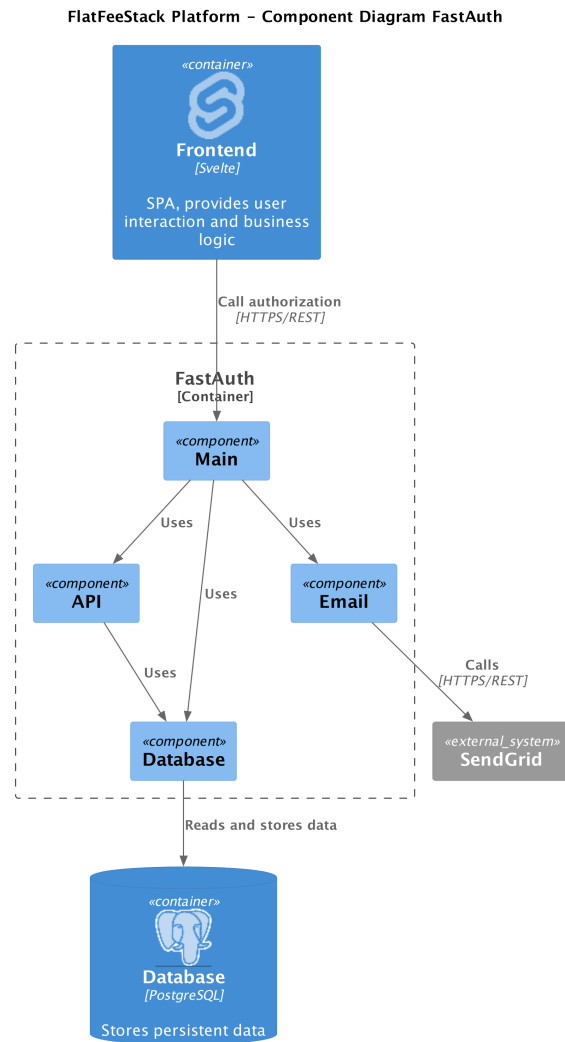 FlatFeeStack Platform - Component Diagram FastAuth
«container»
Frontend
[Svelte]
SPA, provides user
interaction and business
logic
Call authorization
[HTTPS/REST]
FastAuth
[Container]
«component»
Main
Uses
Uses
Uses
«component»
API
«component»
Email
Uses
Calls
[HTTPS/REST]
«component»
Database
«external_system»
SendGrid
Reads and stores data
«container»
Database
[PostgreSQL]
Stores persistent data